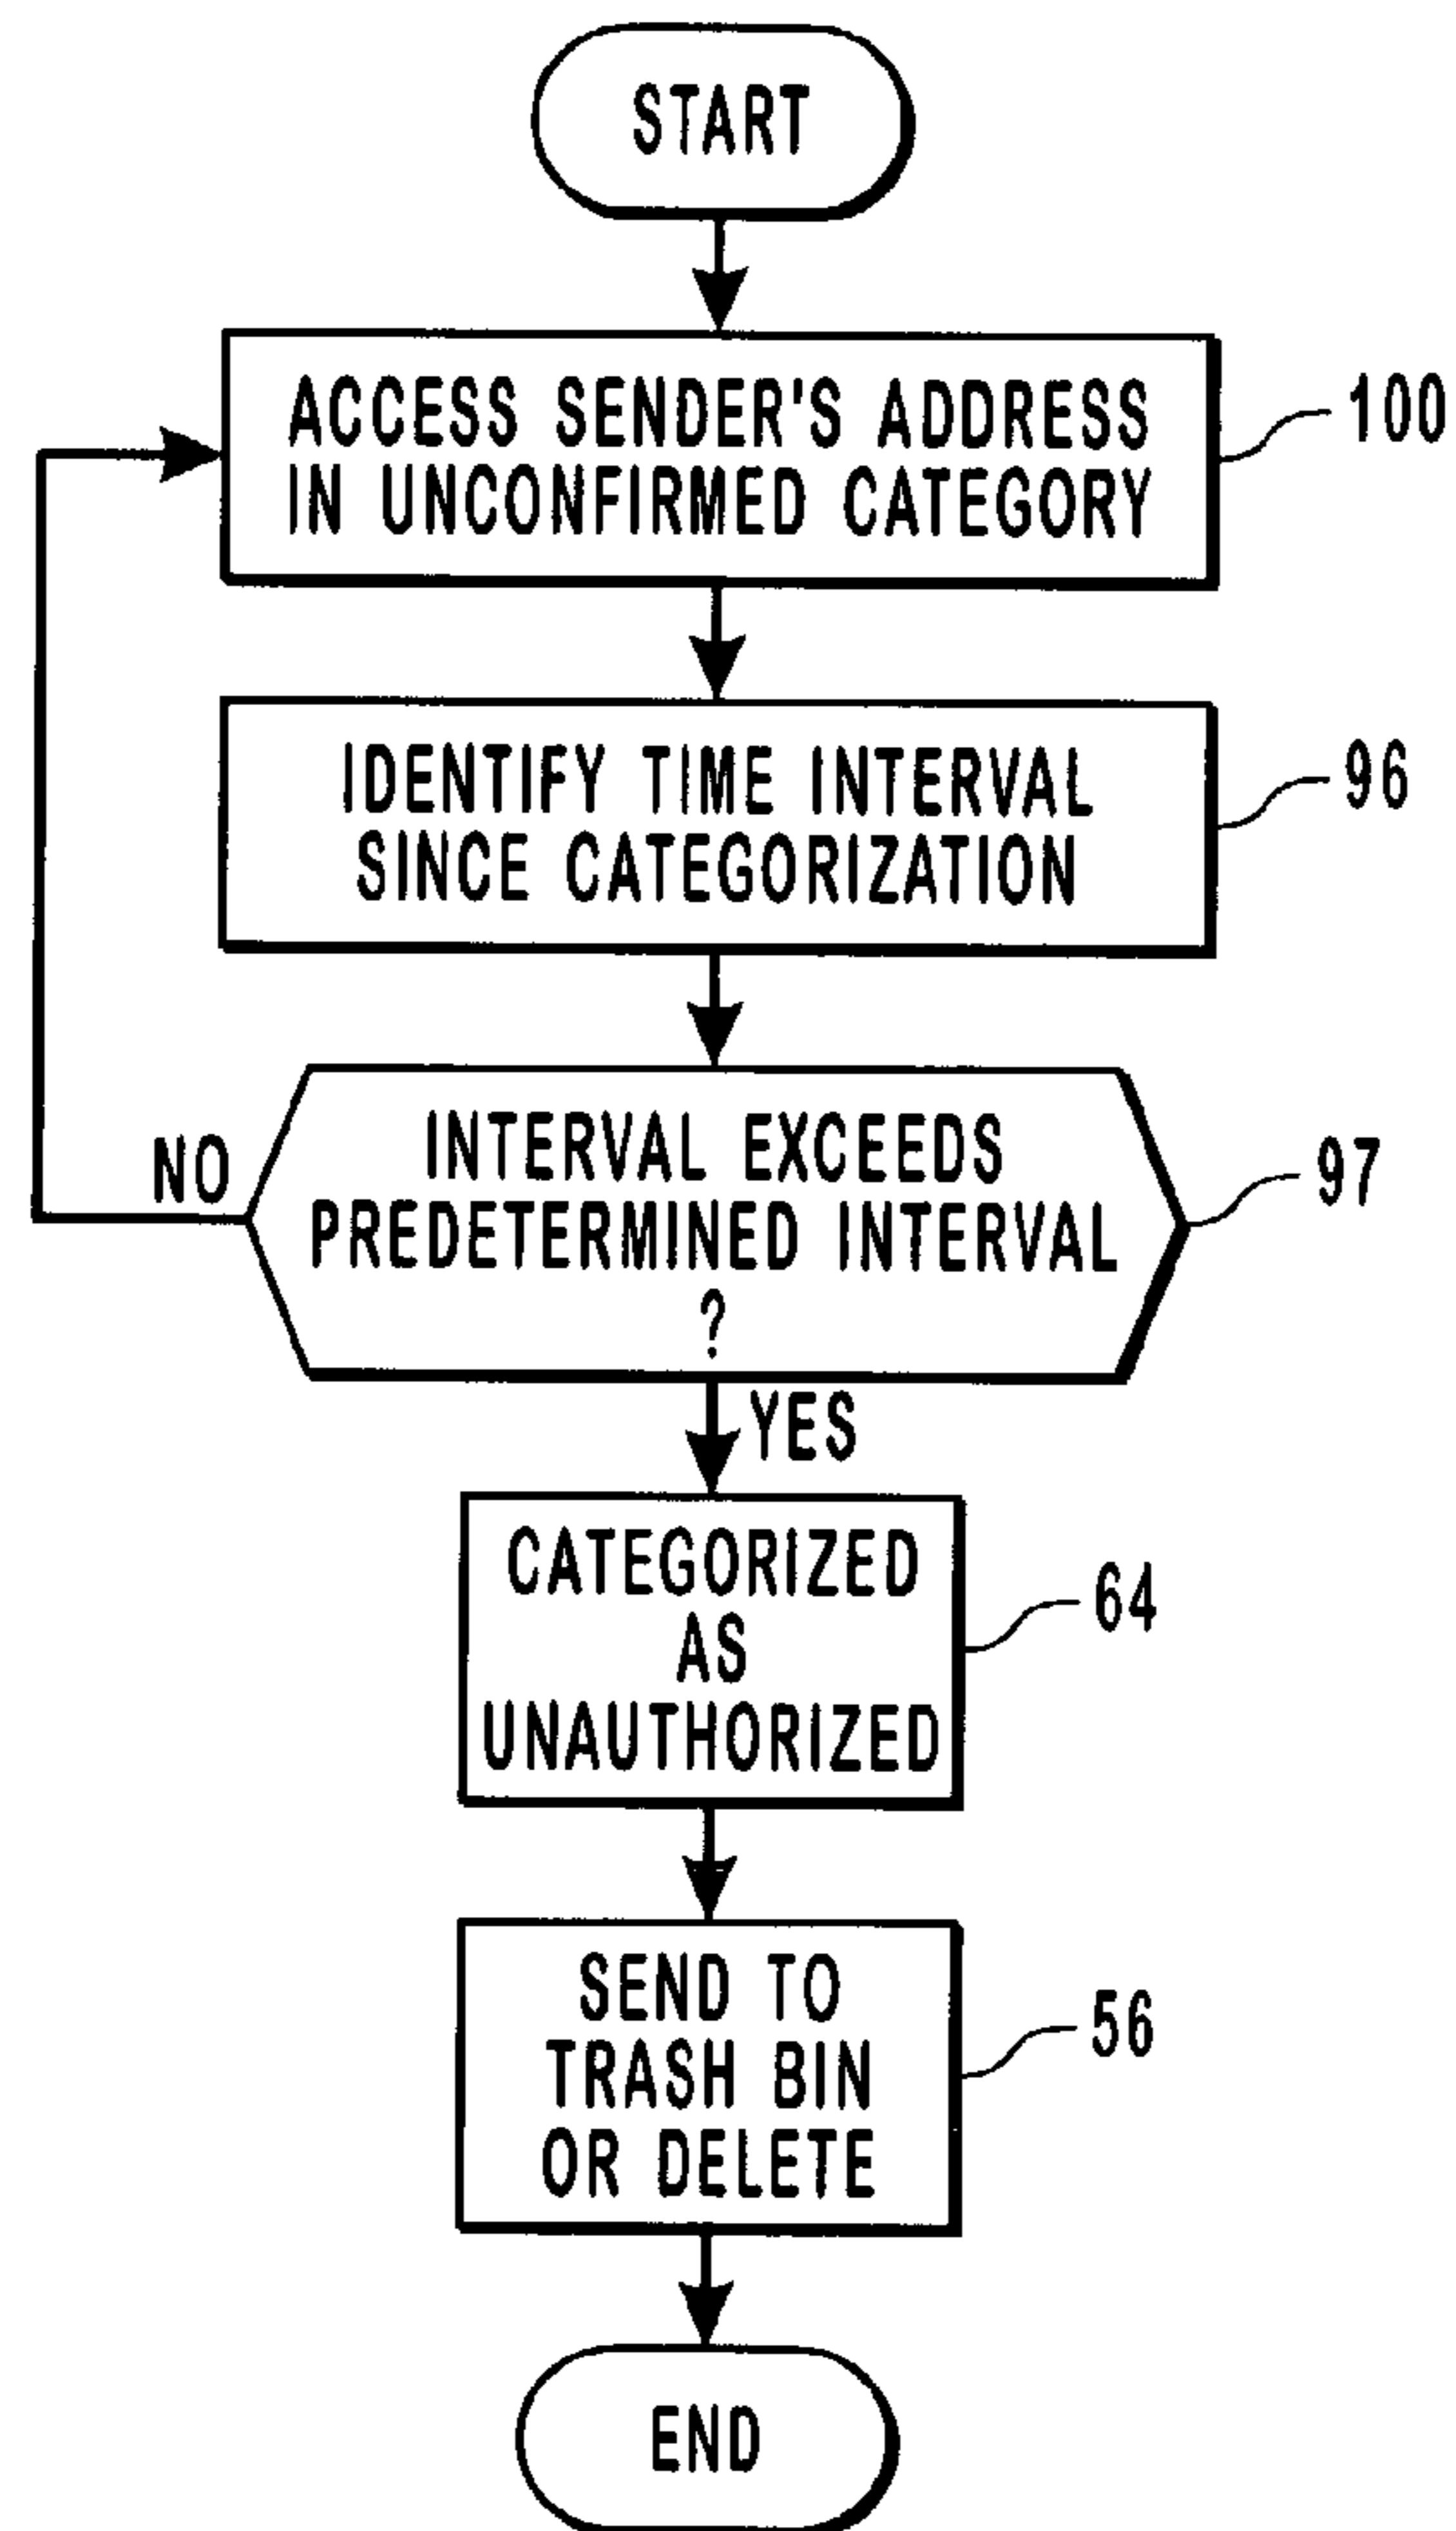 START
ACCESS SENDER'S ADDRESS
IN UNCONFIRMED CATEGORY
100
IDENTIFY TIME INTERVAL
SINCE CATEGORIZATION
96
INTERVAL EXCEEDS
PREDETERMINED INTERVAL
?
97
NO
YES
CATEGORIZED
AS
UNAUTHORIZED
64
SEND TO
TRASH BIN
OR DELETE
56
END